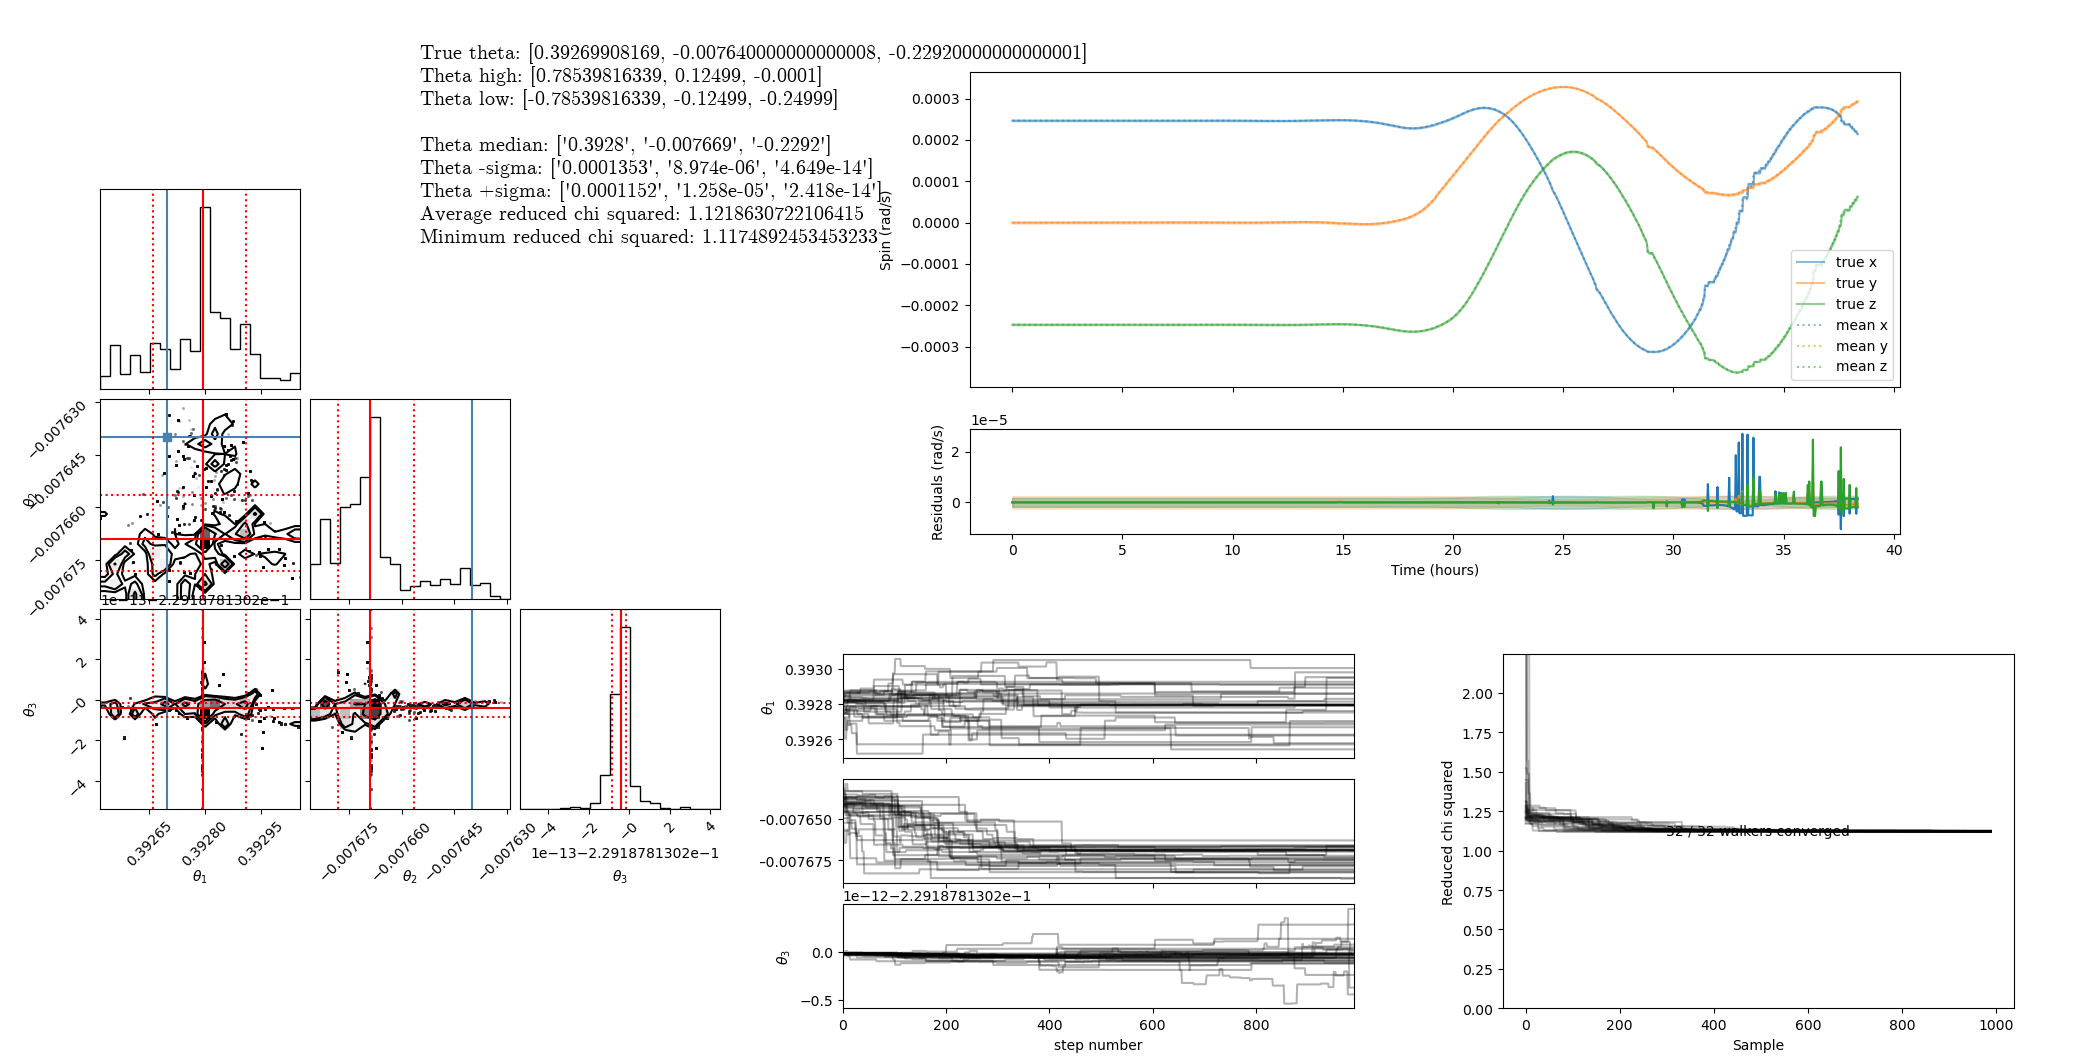 True theta: [0.39269908169, -0.007640000000000008, -0.22920000000000001]
Theta high: [0.78539816339, 0.12499, -0.0001]
Theta low: [-0.78539816339, -0.12499, -0.24999]
Theta median: ['0.3928', '-0.007669', '-0.2292']
Theta -sigma: ['0.0001353', '8.974e-06', '4.649e-14']
Theta +sigma: ['0.0001152', '1.258e-05', '2.418e-14']
Average reduced chi squared: 1.1218630722106415
Minimum reduced chi squared: 1.1174892453453233
Spin (rad/s)
0.0003
0.0002
0.0001
0.0000
−0.0001
−0.0002
−0.0003
true x
true y
true z
mean x
mean y
mean z
1e−5
Residuals (rad/s)
2
0
0 5 10 15 20 25 30 35 40
Time (hours)
θ2
−0.007630
−0.007645
−0.007660
−0.007675
1e−13−2.2918781302e−1
θ3
4
2
−0
−2
−4
0.39265 0.39280 0.39295
θ1
−0.007675 −0.007660 −0.007645 −0.007630
θ2
−4 −2 −0 2 4
1e−13−2.2918781302e−1
θ3
θ1
0.3930
0.3928
0.3926
−0.007650
−0.007675
1e−12−2.2918781302e−1
θ3
0.0
−0.5
0 200 400 600 800
step number
Reduced chi squared
2.00
1.75
1.50
1.25
1.00
0.75
0.50
0.25
0.00
32 / 32 walkers converged
0 200 400 600 800 1000
Sample